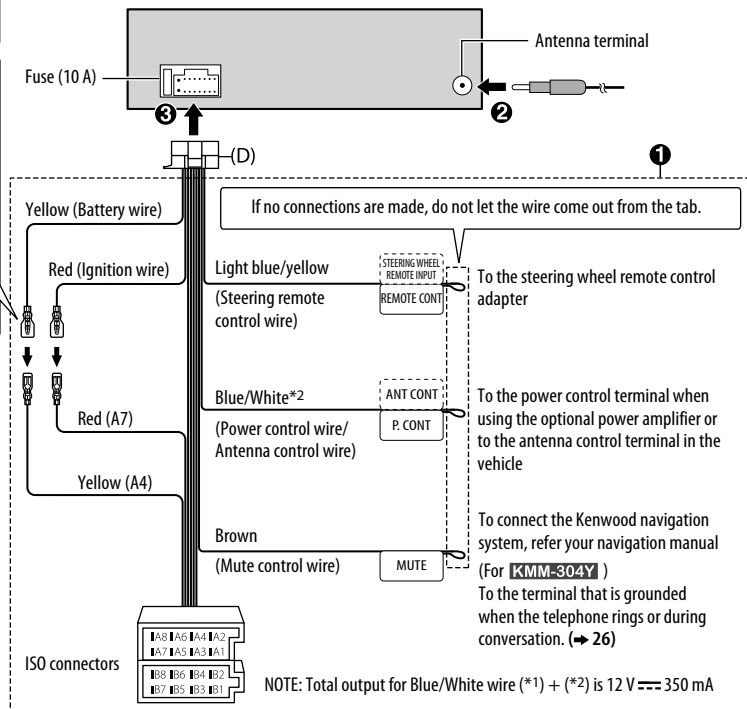 Antenna terminal
Fuse (10 A)
❸
❷
(D)
❶
Yellow (Battery wire)
If no connections are made, do not let the wire come out from the tab.
Red (Ignition wire)
Light blue/yellow
(Steering remote
control wire)
STEERING WHEEL
REMOTE INPUT
REMOTE CONT
To the steering wheel remote control
adapter
Blue/White*2
(Power control wire/
Antenna control wire)
ANT CONT
P. CONT
To the power control terminal when
using the optional power amplifier or
to the antenna control terminal in the
vehicle
Red (A7)
Yellow (A4)
Brown
(Mute control wire)
MUTE
To connect the Kenwood navigation
system, refer your navigation manual
(For KMM-304Y )
To the terminal that is grounded
when the telephone rings or during
conversation. (➜ 26)
ISO connectors
A8 A6 A4 A2
A7 A5 A3 A1
B8 B6 B4 B2
B7 B5 B3 B1
NOTE: Total output for Blue/White wire (*1) + (*2) is 12 V ⎓ 350 mA